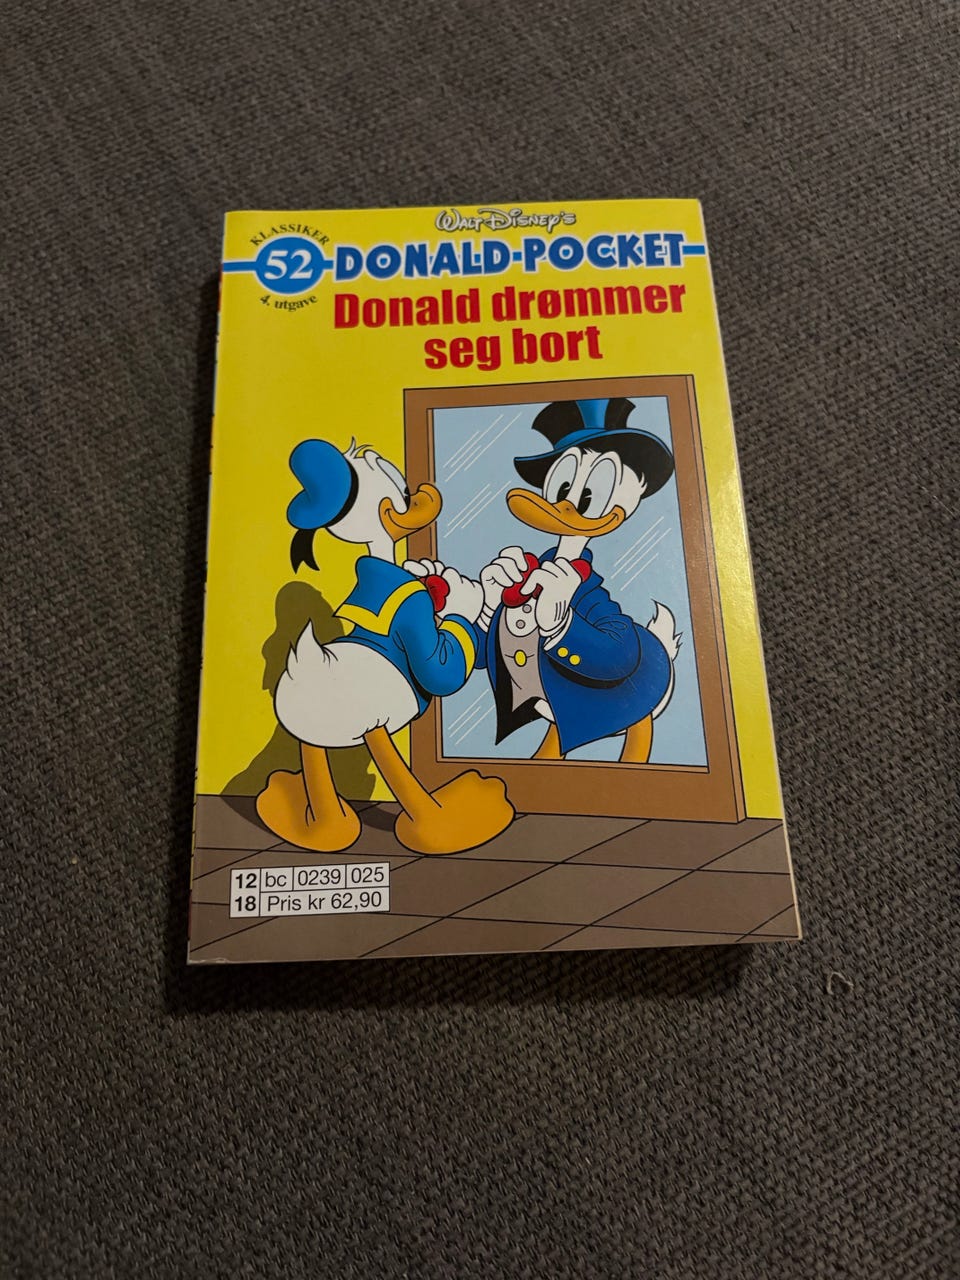 Walt Disney's
KLASSIKER
52
4. utgave
DONALD-POCKET
Donald drømmer
seg bort
12 bc 0239 025
18 Pris kr 62,90